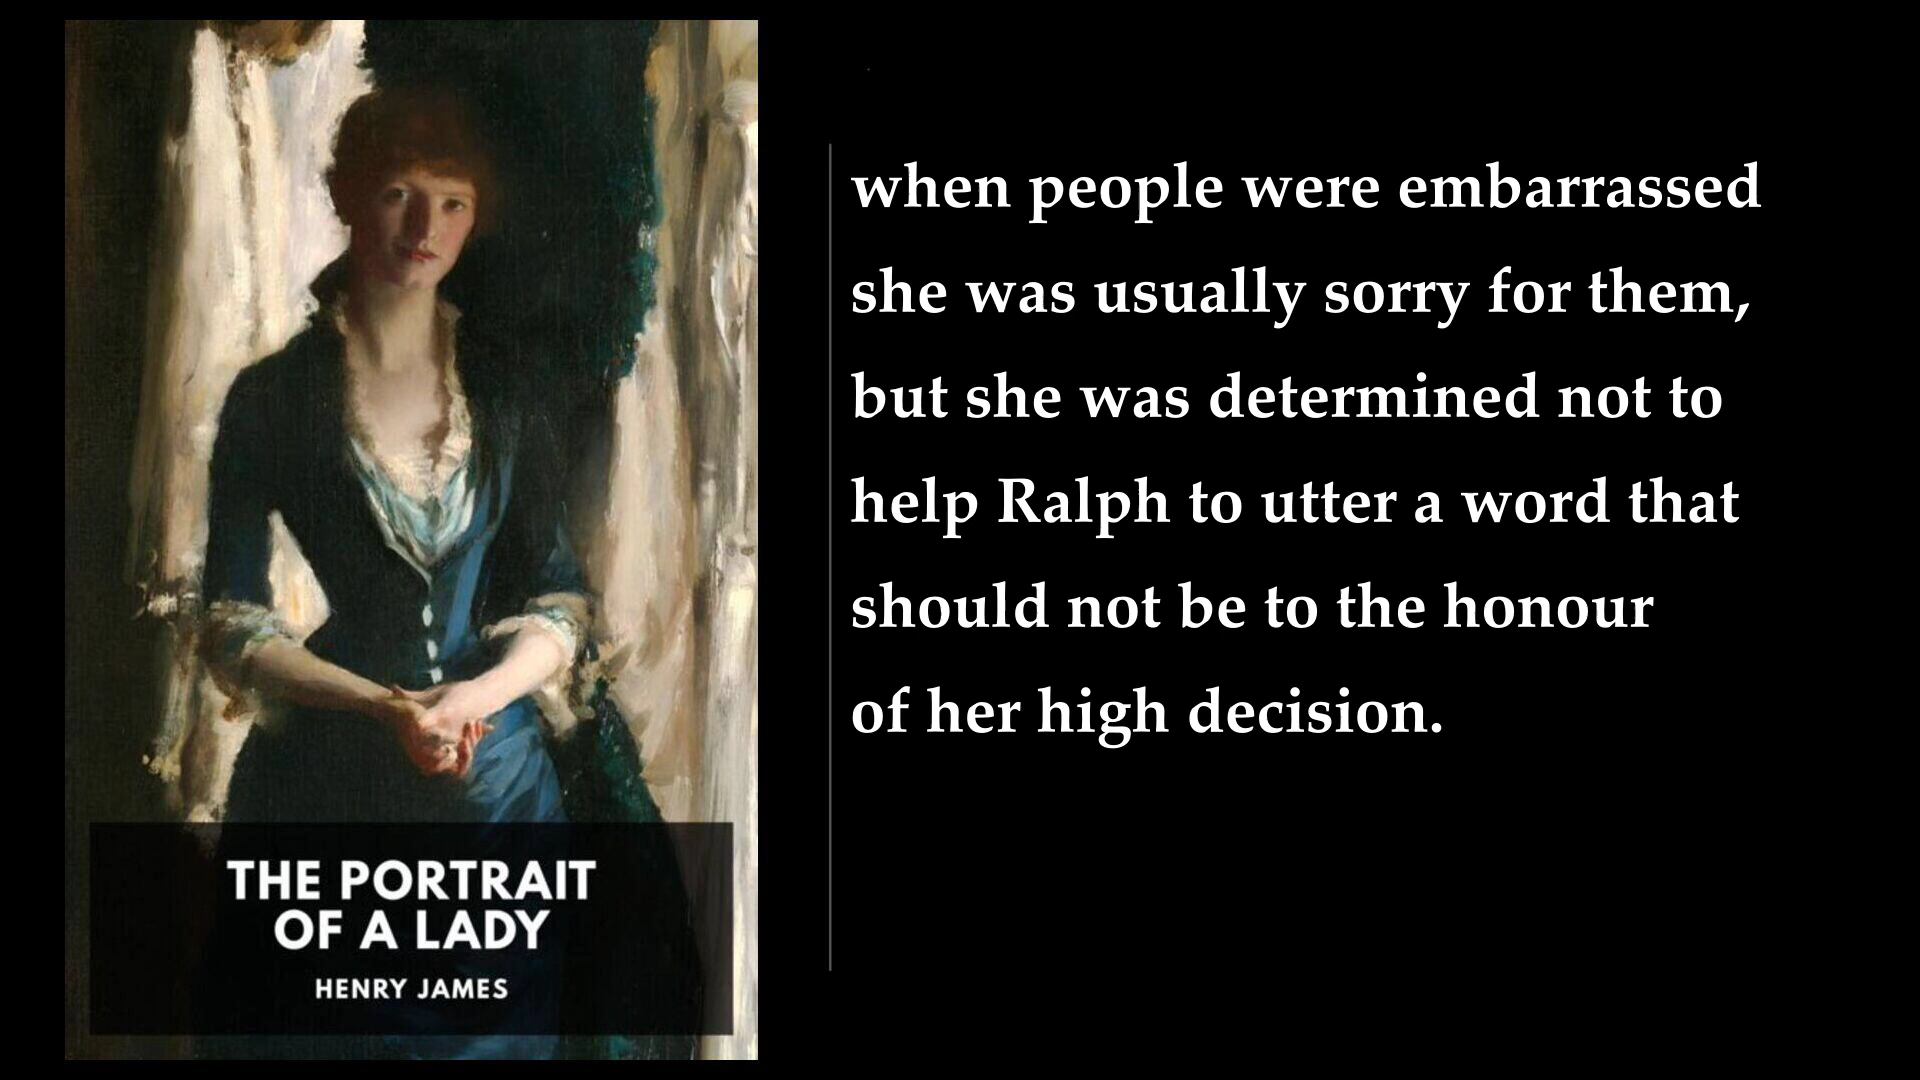 THE PORTRAIT
OF A LADY
HENRY JAMES
when people were embarrassed
she was usually sorry for them,
but she was determined not to
help Ralph to utter a word that
should not be to the honour
of her high decision.